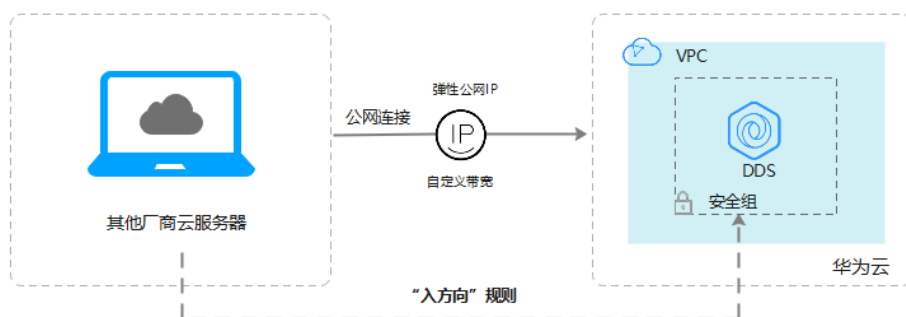 VPC
弹性公网IP
公网连接
IP
自定义带宽
DDS
安全组
其他厂商云服务器
华为云
“入方向”规则